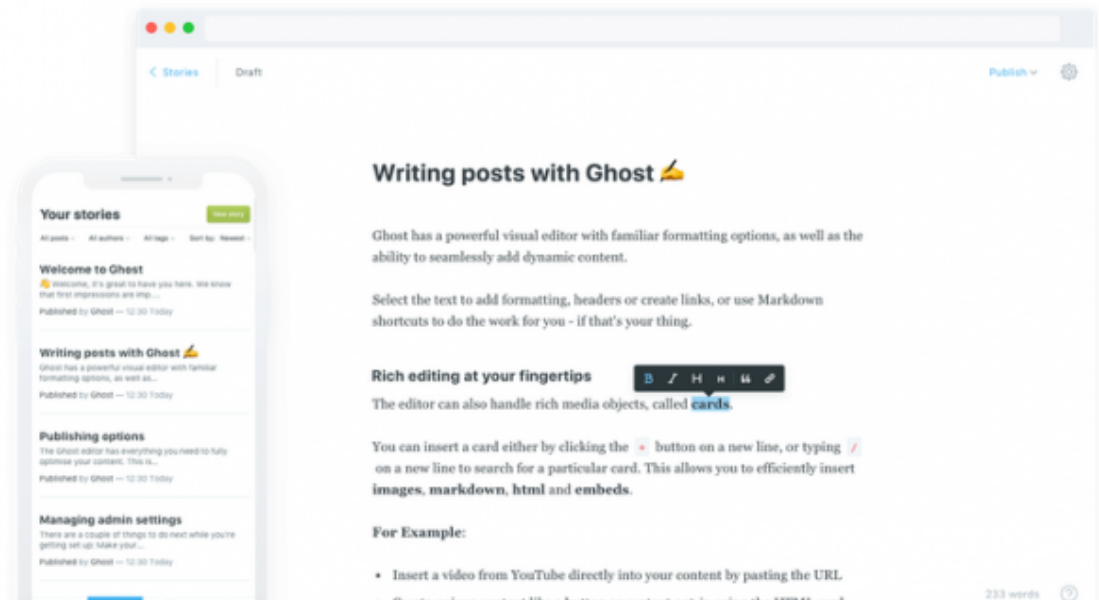 Stories
Draft
Publish
Writing posts with Ghost ✍️
Ghost has a powerful visual editor with familiar formatting options, as well as the
ability to seamlessly add dynamic content.
Select the text to add formatting, headers or create links, or use Markdown
shortcuts to do the work for you - if that's your thing.
Rich editing at your fingertips
B I H H “
The editor can also handle rich media objects, called cards.
You can insert a card either by clicking the + button on a new line, or typing /
on a new line to search for a particular card. This allows you to efficiently insert
images, markdown, html and embeds.
For Example:
• Insert a video from YouTube directly into your content by pasting the URL
233 words
Your stories
New story
All posts All authors All tags Sort by: Newest
Welcome to Ghost
👋 Welcome, it's great to have you here. We know
that first impressions are imp...
Published by Ghost — 12:30 Today
Writing posts with Ghost ✍️
Ghost has a powerful visual editor with familiar
formatting options, as well as...
Published by Ghost — 12:30 Today
Publishing options
The Ghost editor has everything you need to fully
optimise your content. This is...
Published by Ghost — 12:30 Today
Managing admin settings
There are a couple of things to do next while you're
getting set up: Make your...
Published by Ghost — 12:30 Today